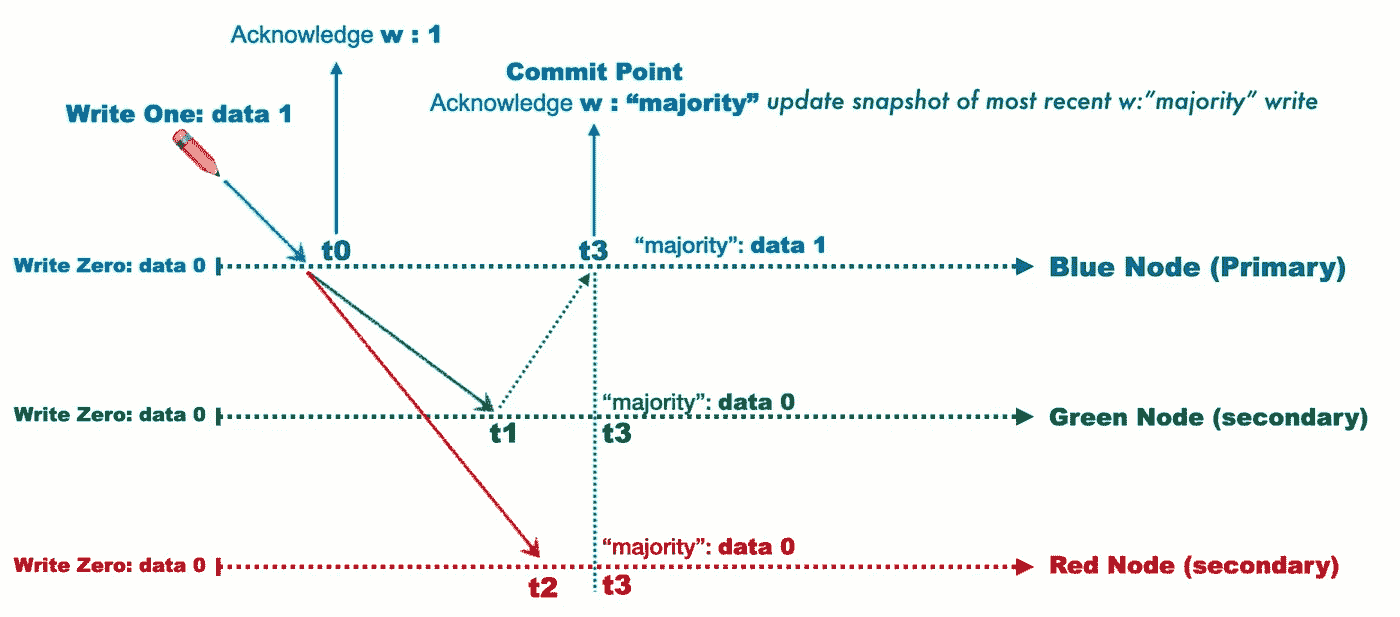 Acknowledge w : 1
Commit Point
Acknowledge w : “majority” update snapshot of most recent w:”majority” write
Write One: data 1
t0
t3
“majority”: data 1
Write Zero: data 0
Blue Node (Primary)
“majority”: data 0
Write Zero: data 0
Green Node (secondary)
t1
t3
“majority”: data 0
Write Zero: data 0
Red Node (secondary)
t2
t3